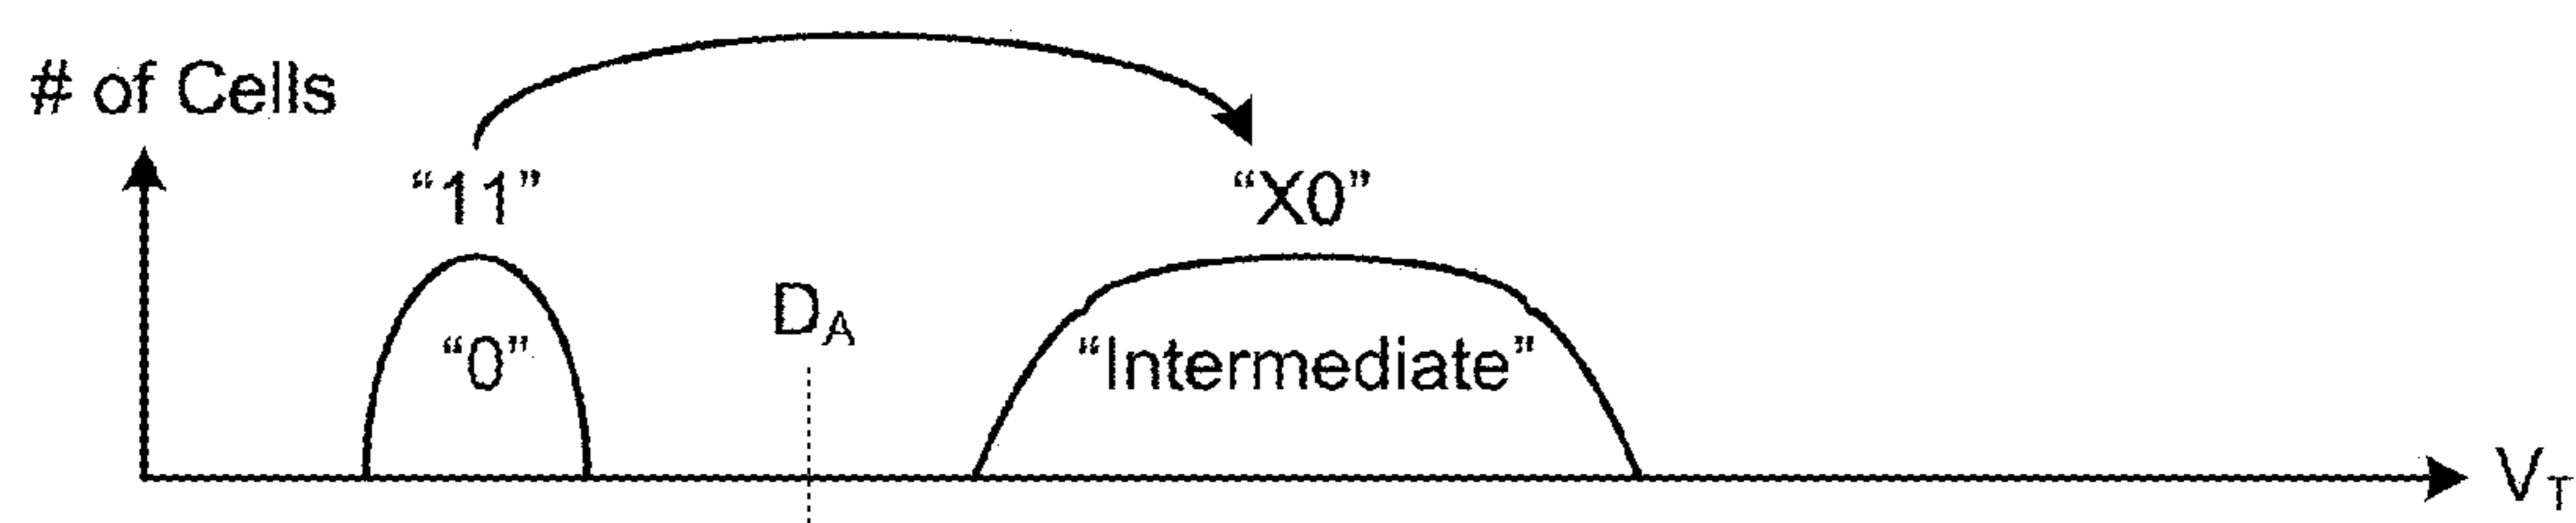 # of Cells
“11”
“X0”
D_A
“0”
“Intermediate”
V_T